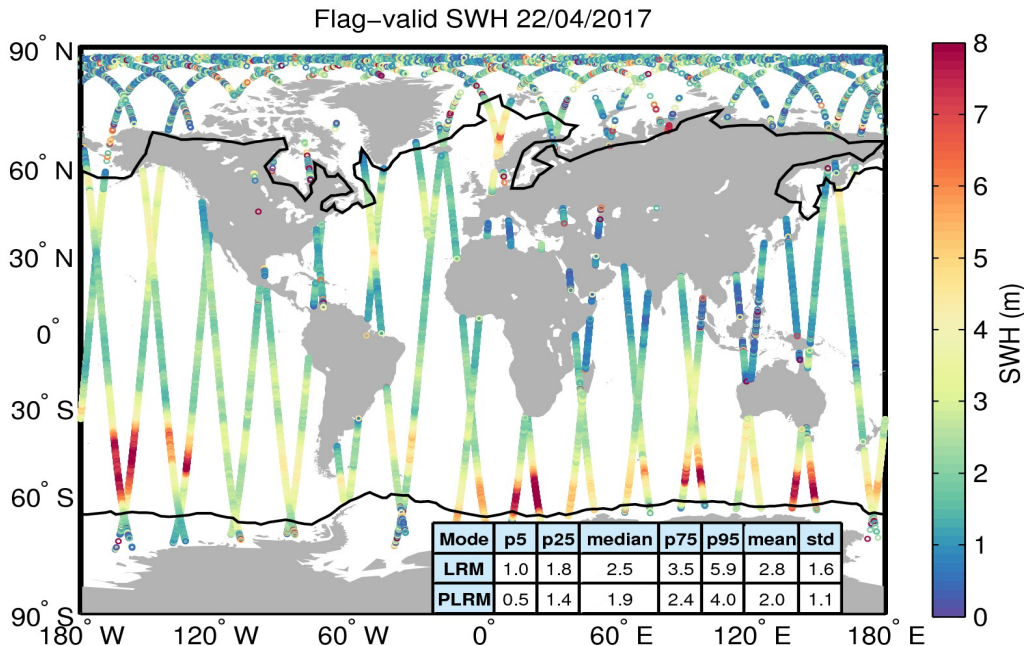 Flag−valid SWH 22/04/2017
90° N
60° N
30° N
0°
30° S
60° S
90° S
180° W
120° W
60° W
0°
60° E
120° E
180° E
Mode p5 p25 median p75 p95 mean std
LRM 1.0 1.8 2.5 3.5 5.9 2.8 1.6
PLRM 0.5 1.4 1.9 2.4 4.0 2.0 1.1
8
7
6
5
4
3
2
1
0
SWH (m)